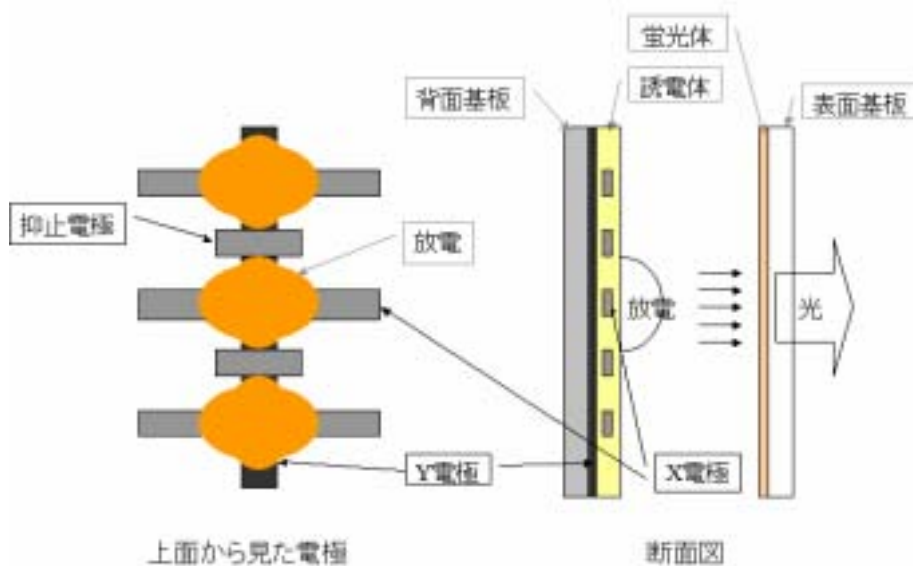 蛍光体
誘電体
背面基板
表面基板
抑止電極
放電
放電
光
Y電極
X電極
上面から見た電極
断面図